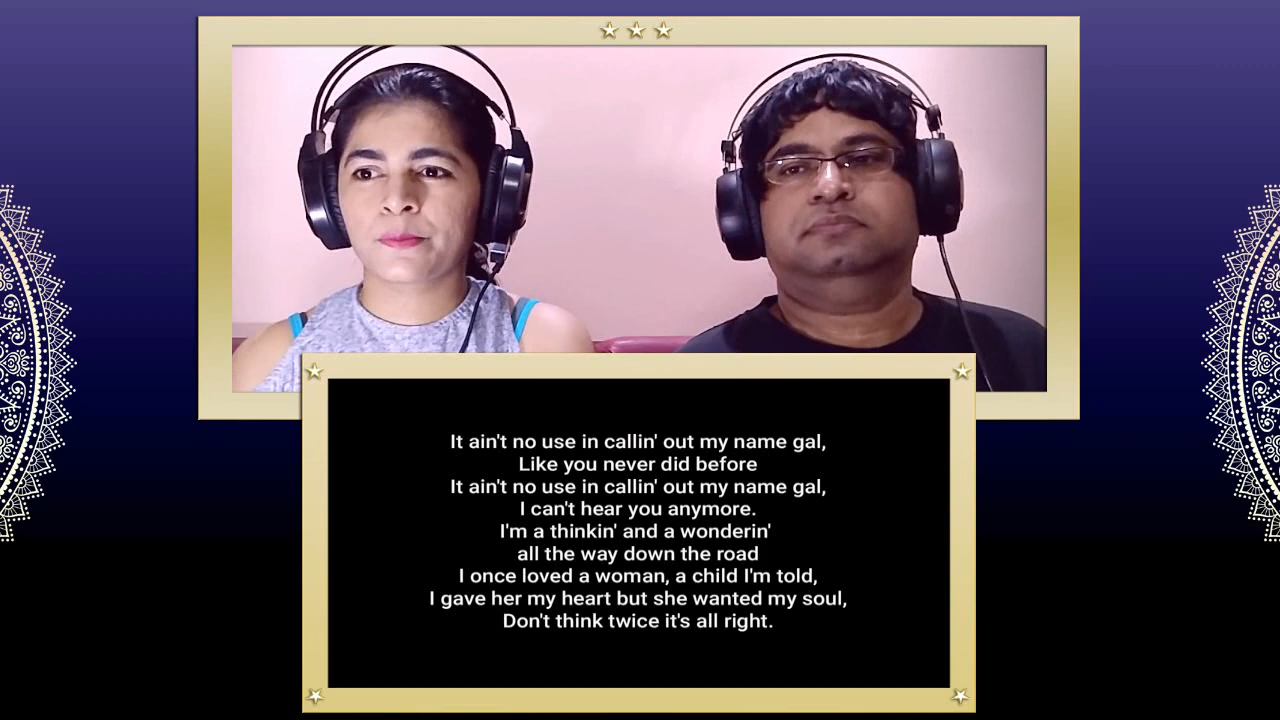 It ain't no use in callin' out my name gal,
Like you never did before
It ain't no use in callin' out my name gal,
I can't hear you anymore.
I'm a thinkin' and a wonderin'
all the way down the road
I once loved a woman, a child I'm told,
I gave her my heart but she wanted my soul,
Don't think twice it's all right.